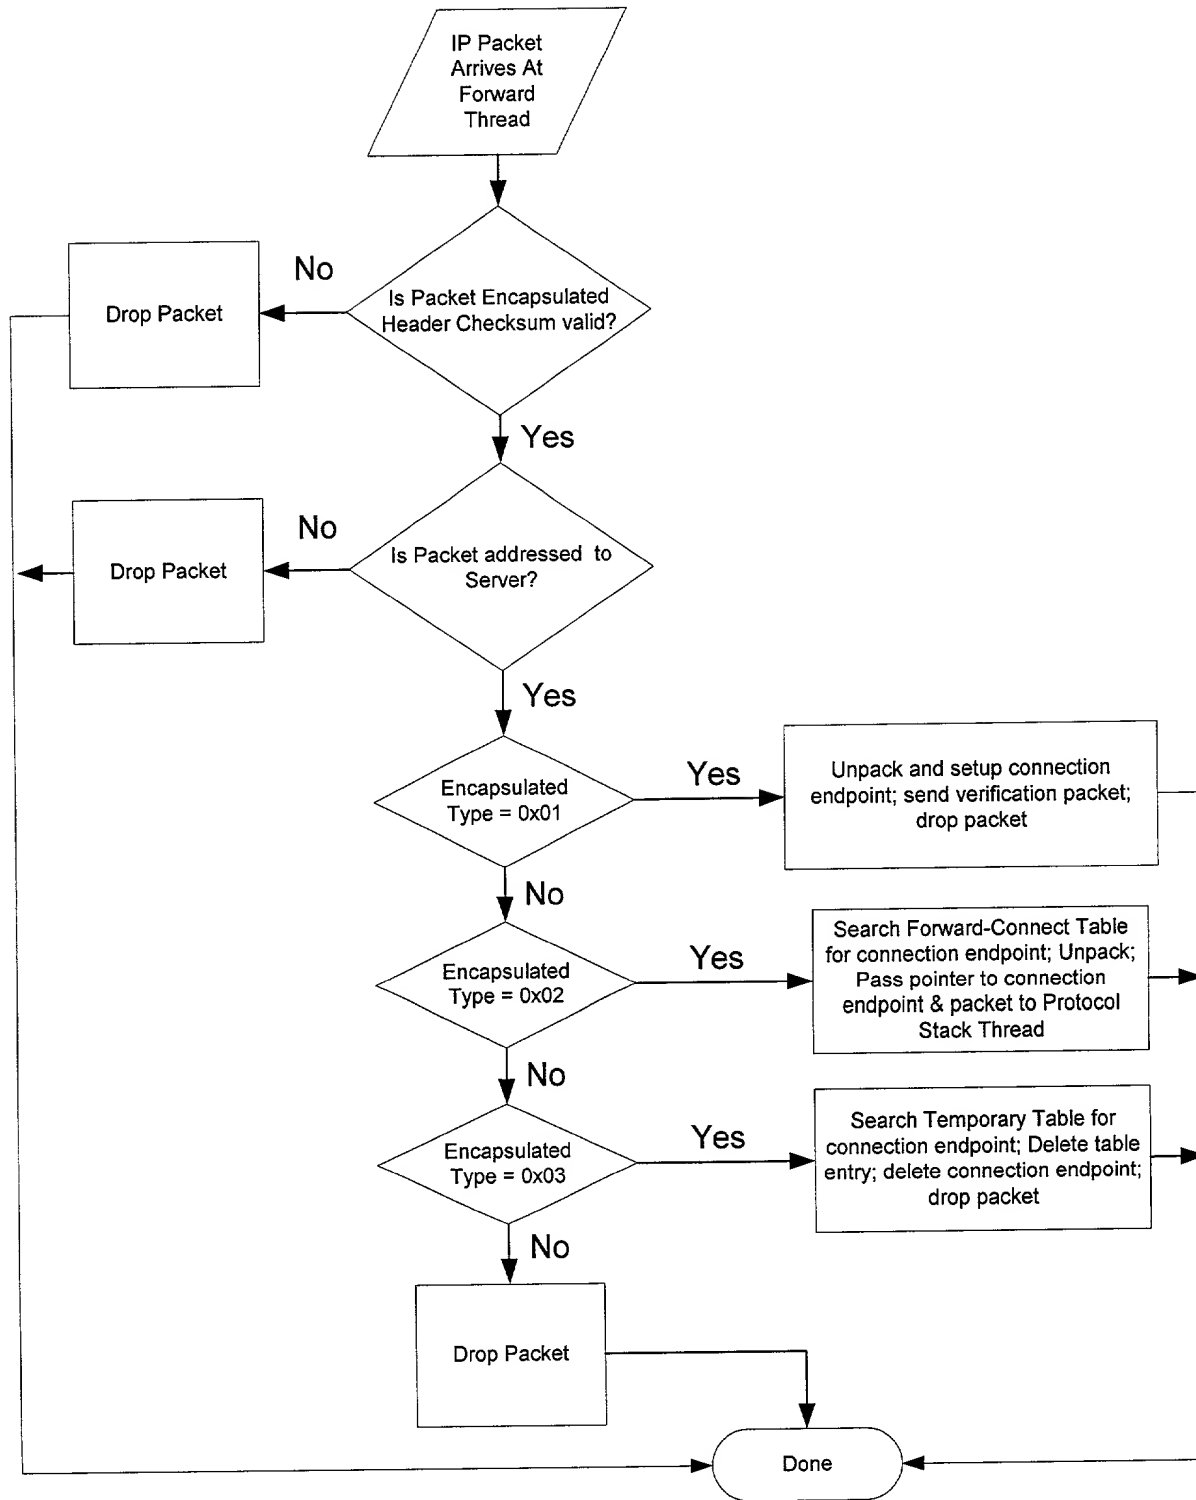 IP Packet
Arrives At
Forward
Thread
No
Is Packet Encapsulated
Header Checksum valid?
Drop Packet
Yes
No
Is Packet addressed to
Server?
Drop Packet
Yes
Encapsulated
Type = 0x01
Yes
Unpack and setup connection
endpoint; send verification packet;
drop packet
No
Encapsulated
Type = 0x02
Yes
Search Forward-Connect Table
for connection endpoint; Unpack;
Pass pointer to connection
endpoint & packet to Protocol
Stack Thread
No
Encapsulated
Type = 0x03
Yes
Search Temporary Table for
connection endpoint; Delete table
entry; delete connection endpoint;
drop packet
No
Drop Packet
Done